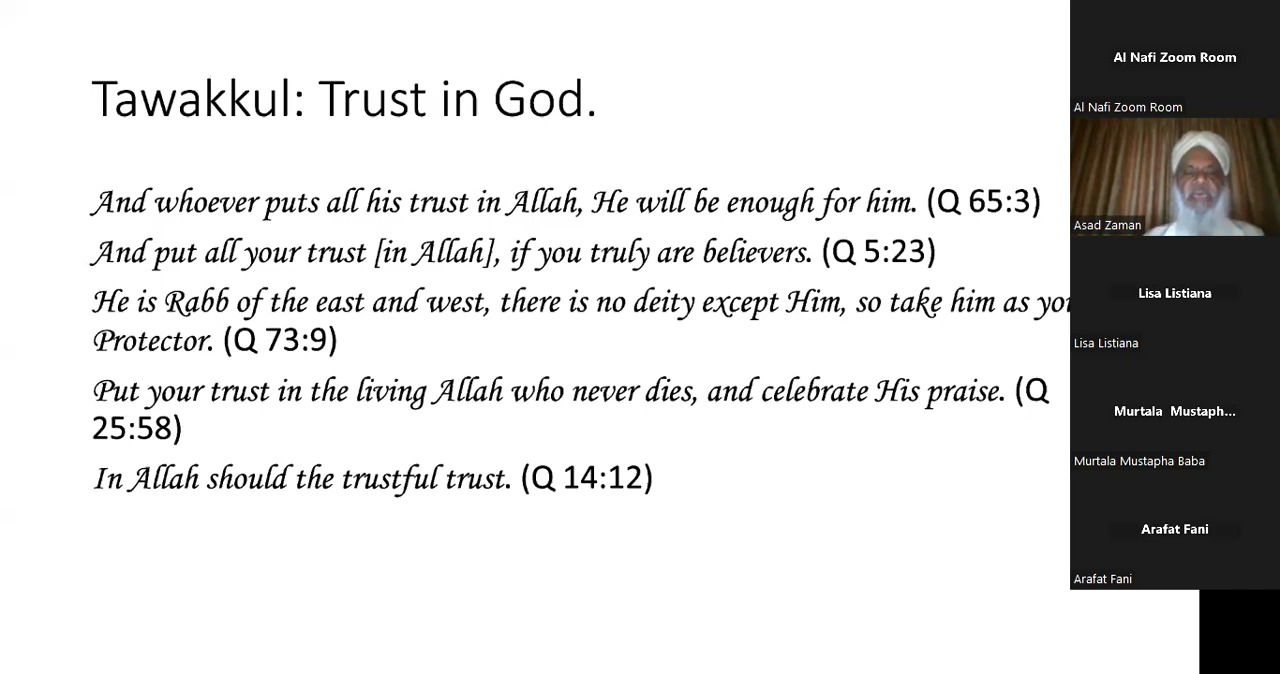 Tawakkul: Trust in God.
And whoever puts all his trust in Allah, He will be enough for him. (Q 65:3)
And put all your trust [in Allah], if you truly are believers. (Q 5:23)
He is Rabb of the east and west, there is no deity except Him, so take him as
Protector. (Q 73:9)
Put your trust in the living Allah who never dies, and celebrate His praise. (Q
25:58)
In Allah should the trustful trust. (Q 14:12)
Al Nafi Zoom Room
Al Nafi Zoom Room
Asad Zaman
Lisa Listiana
Lisa Listiana
Murtala Mustaph...
Murtala Mustapha Baba
Arafat Fani
Arafat Fani